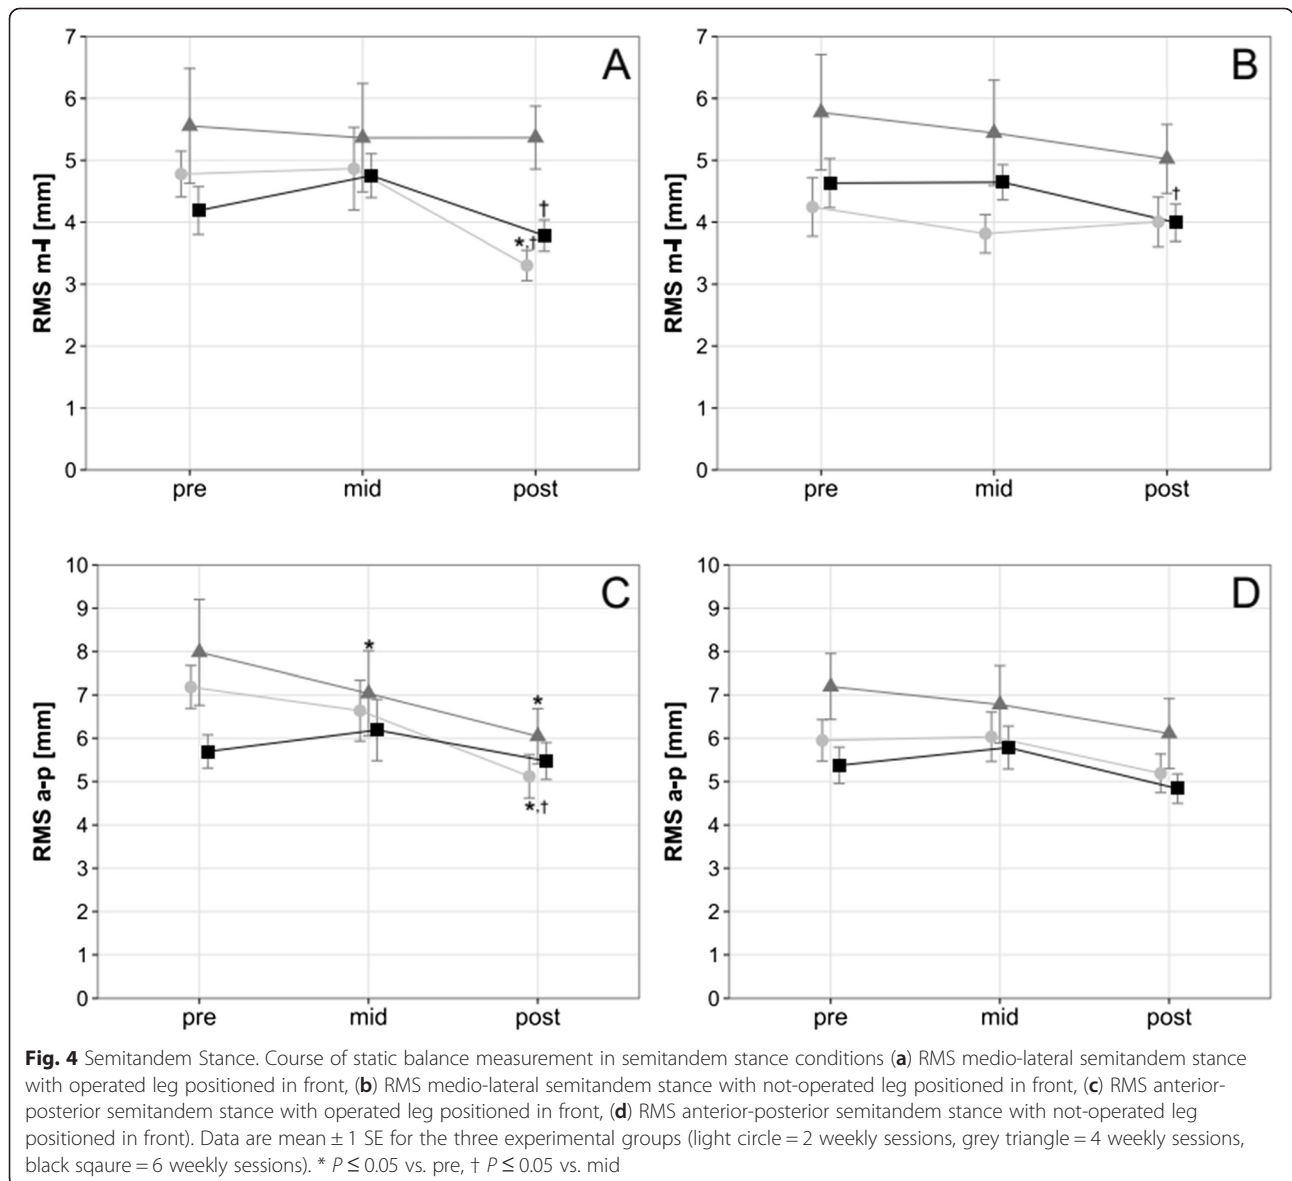 7
6
5
4
3
2
1
0
RMS m-l [mm]
A
*,†
†
pre mid post
7
6
5
4
3
2
1
0
RMS m-l [mm]
B
†
pre mid post
10
9
8
7
6
5
4
3
2
1
0
RMS a-p [mm]
C
*
*
*,†
pre mid post
10
9
8
7
6
5
4
3
2
1
0
RMS a-p [mm]
D
pre mid post
Fig. 4 Semitandem Stance. Course of static balance measurement in semitandem stance conditions (a) RMS medio-lateral semitandem stance
with operated leg positioned in front, (b) RMS medio-lateral semitandem stance with not-operated leg positioned in front, (c) RMS anterior-
posterior semitandem stance with operated leg positioned in front, (d) RMS anterior-posterior semitandem stance with not-operated leg
positioned in front). Data are mean ± 1 SE for the three experimental groups (light circle = 2 weekly sessions, grey triangle = 4 weekly sessions,
black sqaure = 6 weekly sessions). * P ≤ 0.05 vs. pre, † P ≤ 0.05 vs. mid